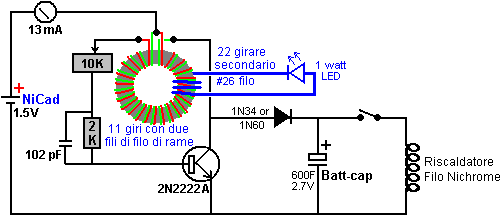 13mA
22 girare
secondario
#26 filo
1 watt
LED
10K
+
NiCad
1.5V
2
K
11 giri con due
fili di filo di rame
102 pF
2N2222A
1N34 or
1N60
+
600F
2.7V
Batt-cap
Riscaldatore
Filo Nichrome